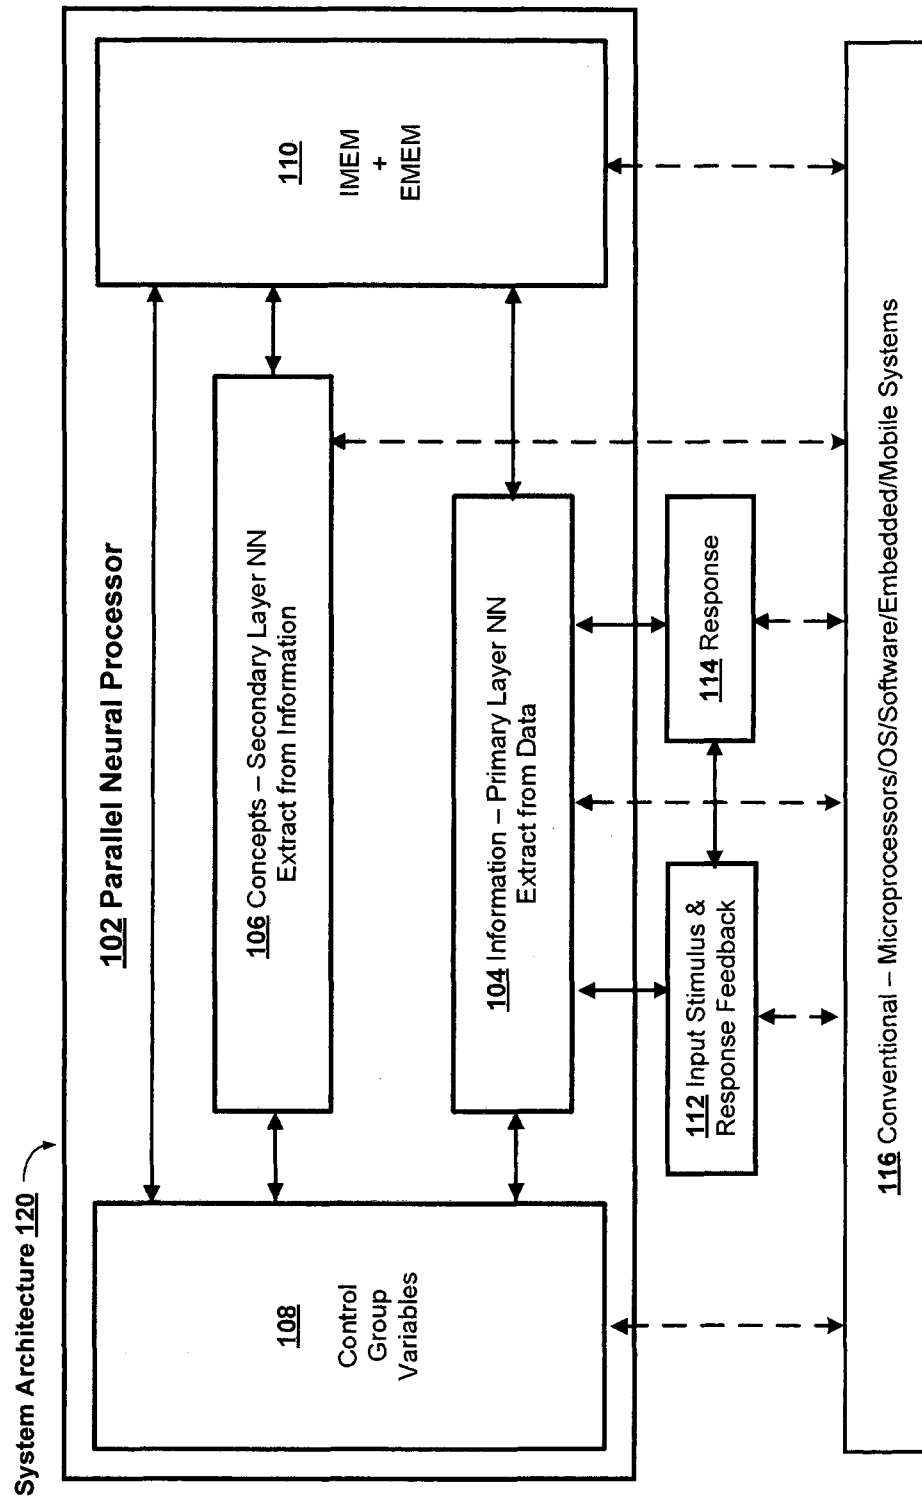 System Architecture 120
102 Parallel Neural Processor
108
Control
Group
Variables
106 Concepts – Secondary Layer NN
Extract from Information
104 Information – Primary Layer NN
Extract from Data
110
IMEM
+
EMEM
112 Input Stimulus &
Response Feedback
114 Response
116 Conventional – Microprocessors/OS/Software/Embedded/Mobile Systems